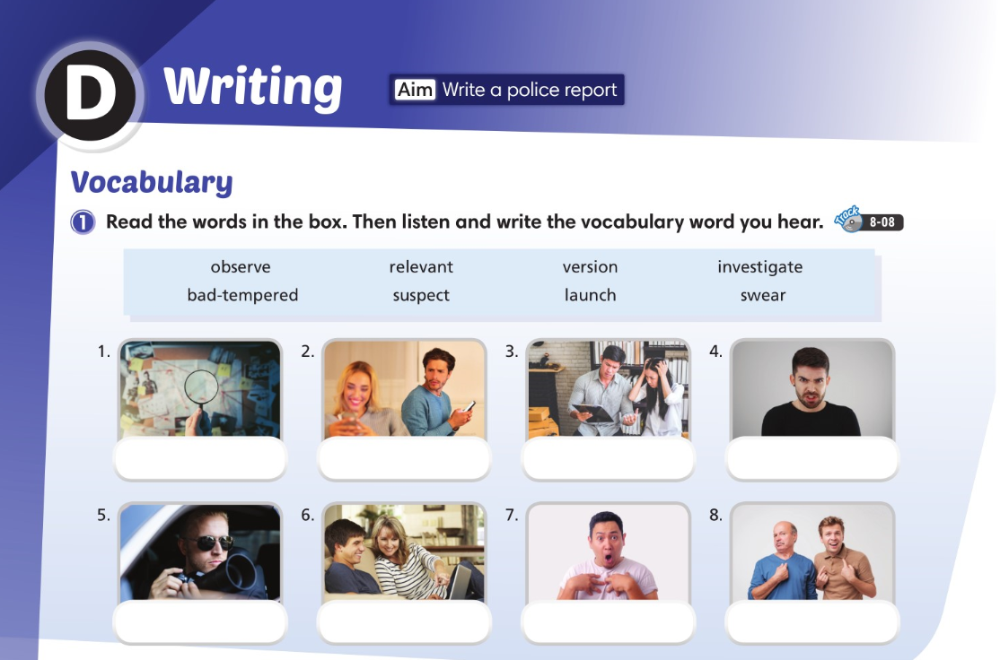 D
Writing
Aim Write a police report
Vocabulary
1 Read the words in the box. Then listen and write the vocabulary word you hear. Track 8-08
observe relevant version investigate
bad-tempered suspect launch swear
1. 2. 3. 4.
5. 6. 7. 8.